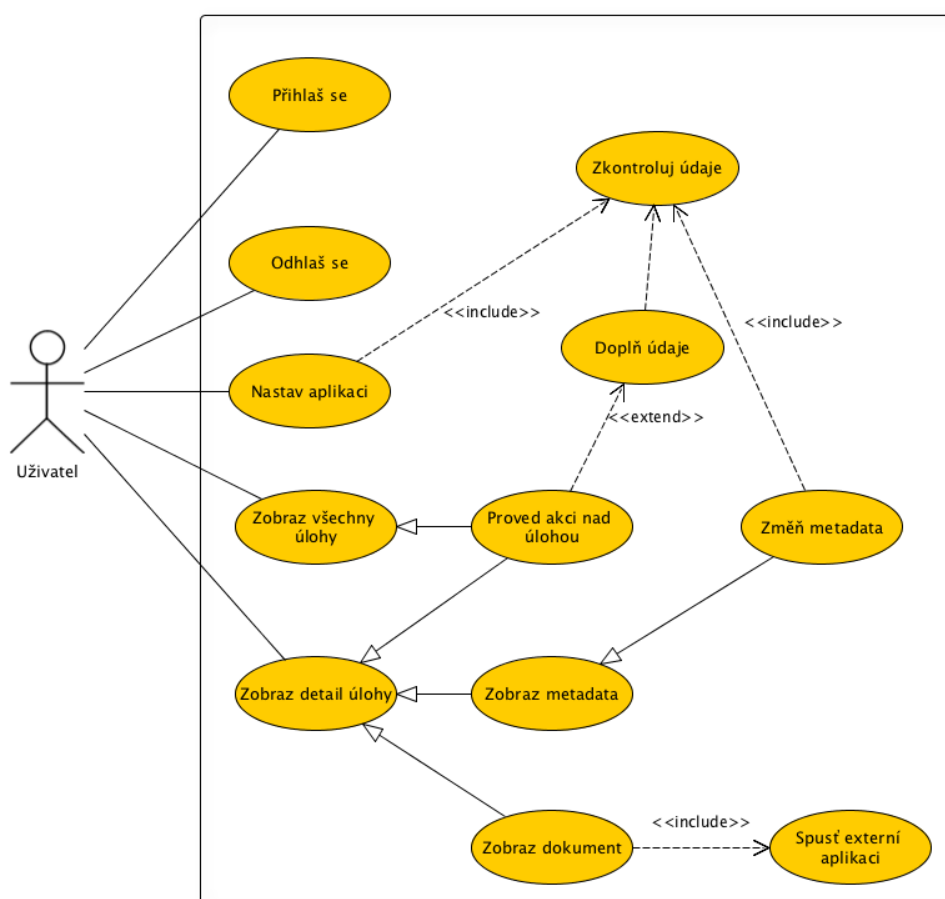 Přihlaš se
Zkontroluj údaje
Odhlaš se
<<include>>
<<include>>
Doplň údaje
Nastav aplikaci
<<extend>>
Uživatel
Zobraz všechny
úlohy
Proved akci nad
úlohou
Změň metadata
Zobraz detail úlohy
Zobraz metadata
<<include>>
Zobraz dokument
Spusť externí
aplikaci